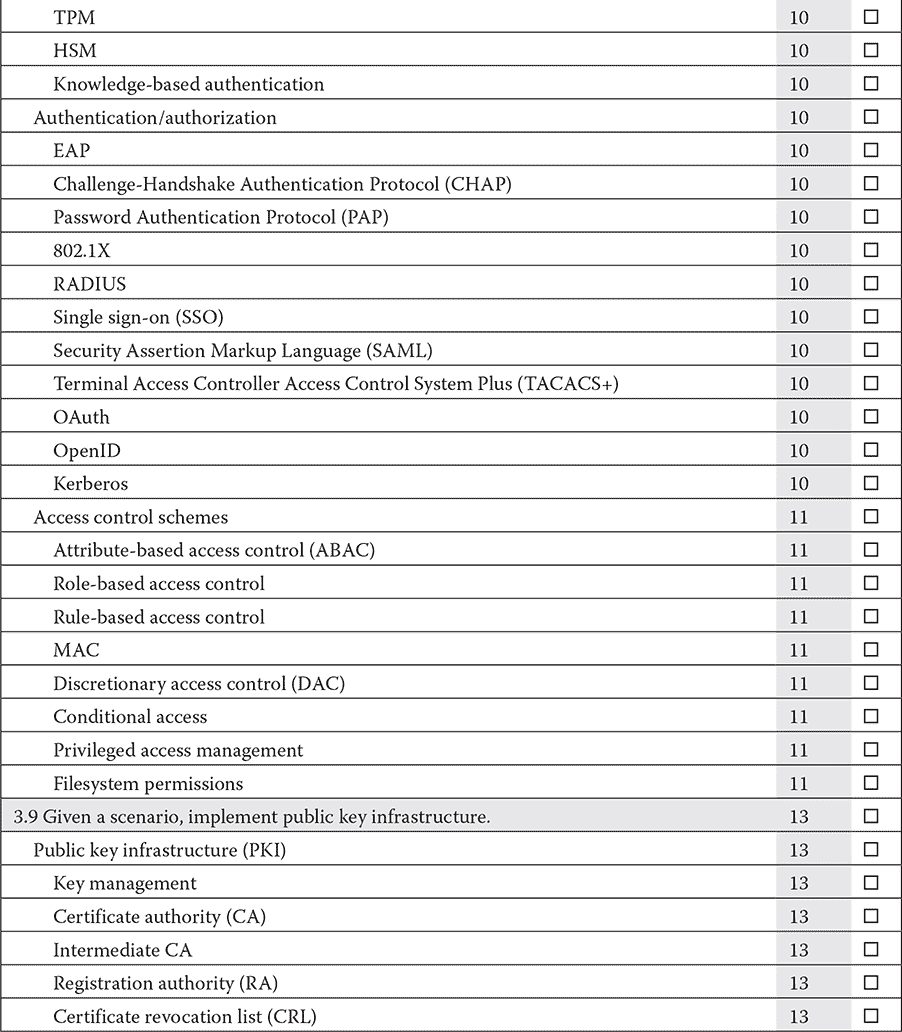 TPM 10 ☐
HSM 10 ☐
Knowledge-based authentication 10 ☐
Authentication/authorization 10 ☐
EAP 10 ☐
Challenge-Handshake Authentication Protocol (CHAP) 10 ☐
Password Authentication Protocol (PAP) 10 ☐
802.1X 10 ☐
RADIUS 10 ☐
Single sign-on (SSO) 10 ☐
Security Assertion Markup Language (SAML) 10 ☐
Terminal Access Controller Access Control System Plus (TACACS+) 10 ☐
OAuth 10 ☐
OpenID 10 ☐
Kerberos 10 ☐
Access control schemes 11 ☐
Attribute-based access control (ABAC) 11 ☐
Role-based access control 11 ☐
Rule-based access control 11 ☐
MAC 11 ☐
Discretionary access control (DAC) 11 ☐
Conditional access 11 ☐
Privileged access management 11 ☐
Filesystem permissions 11 ☐
3.9 Given a scenario, implement public key infrastructure. 13 ☐
Public key infrastructure (PKI) 13 ☐
Key management 13 ☐
Certificate authority (CA) 13 ☐
Intermediate CA 13 ☐
Registration authority (RA) 13 ☐
Certificate revocation list (CRL) 13 ☐